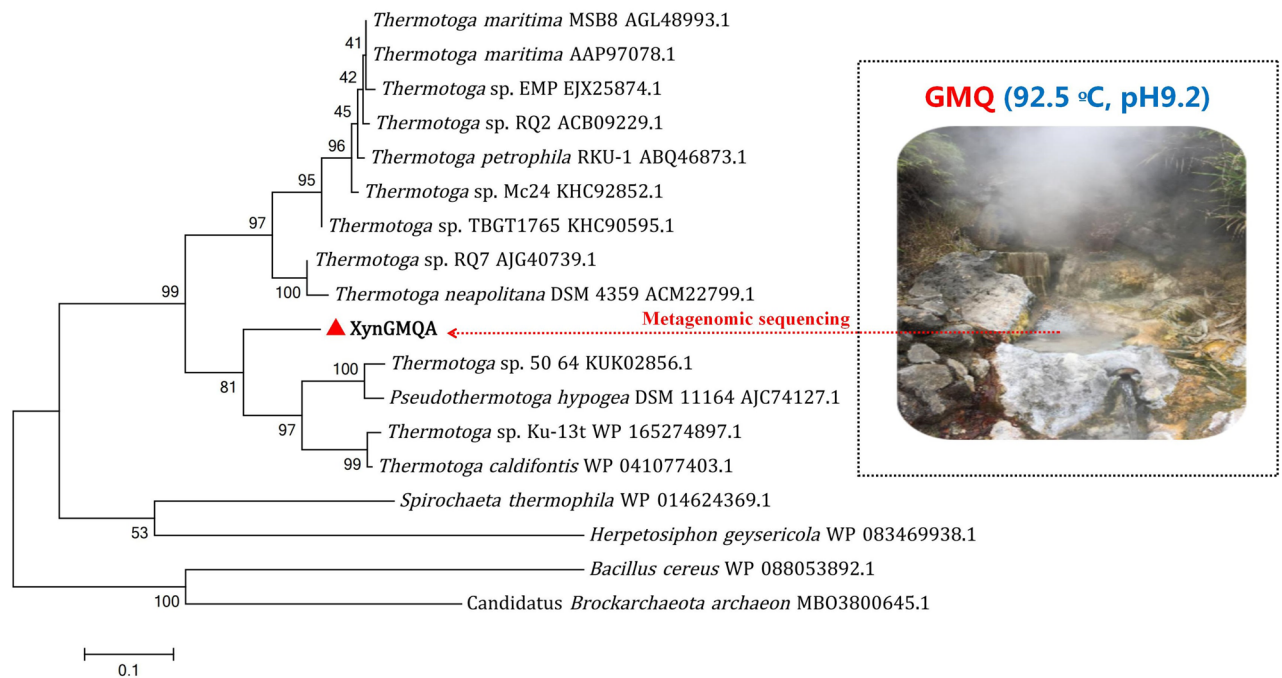 Thermotoga maritima MSB8 AGL48993.1
41
Thermotoga maritima AAP97078.1
42
Thermotoga sp. EMP EJX25874.1
45
Thermotoga sp. RQ2 ACB09229.1
96
Thermotoga petrophila RKU-1 ABQ46873.1
95
Thermotoga sp. Mc24 KHC92852.1
97
Thermotoga sp. TBGT1765 KHC90595.1
Thermotoga sp. RQ7 AJG40739.1
99
100
Thermotoga neapolitana DSM 4359 ACM22799.1
XynGMQA
Metagenomic sequencing
Thermotoga sp. 50 64 KUK02856.1
100
81
Pseudothermotoga hypogea DSM 11164 AJC74127.1
97
Thermotoga sp. Ku-13t WP 165274897.1
99
Thermotoga caldifontis WP 041077403.1
Spirochaeta thermophila WP 014624369.1
53
Herpetosiphon geysericola WP 083469938.1
Bacillus cereus WP 088053892.1
100
Candidatus Brockarchaeota archaeon MBO3800645.1
0.1
GMQ (92.5 ºC, pH9.2)